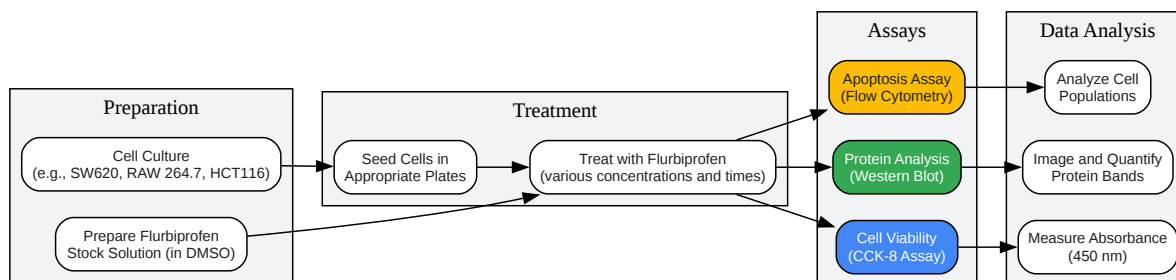 Preparation
Cell Culture
(e.g., SW620, RAW 264.7, HCT116)
Prepare Flurbiprofen
Stock Solution (in DMSO)
Treatment
Seed Cells in
Appropriate Plates
Treat with Flurbiprofen
(various concentrations and times)
Assays
Apoptosis Assay
(Flow Cytometry)
Protein Analysis
(Western Blot)
Cell Viability
(CCK-8 Assay)
Data Analysis
Analyze Cell
Populations
Image and Quantify
Protein Bands
Measure Absorbance
(450 nm)